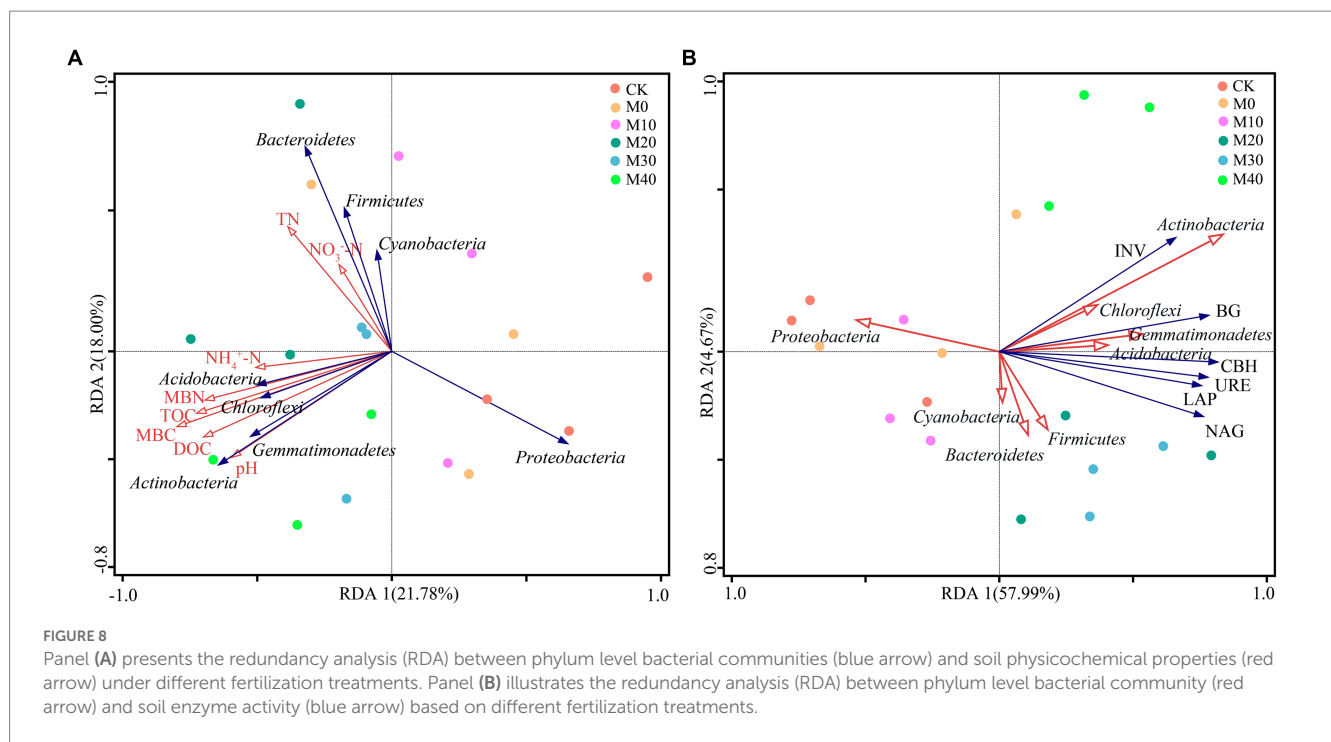 A
B
1.0
CK
M0
M10
M20
M30
M40
Bacteroidetes
Firmicutes
TN
NO3⁻-N
Cyanobacteria
NH4⁺-N
Acidobacteria
MBN
TOC
Chloroflexi
MBC
DOC
Gemmatimonadetes
pH
Actinobacteria
Proteobacteria
RDA 2(18.00%)
-0.8
-1.0
RDA 1(21.78%)
1.0
1.0
CK
M0
M10
M20
M30
M40
Actinobacteria
INV
Chloroflexi
BG
Proteobacteria
Gemmatimonadetes
Acidobacteria
CBH
URE
LAP
Cyanobacteria
NAG
Firmicutes
Bacteroidetes
RDA 2(4.67%)
0.8
1.0
RDA 1(57.99%)
1.0
FIGURE 8
Panel (A) presents the redundancy analysis (RDA) between phylum level bacterial communities (blue arrow) and soil physicochemical properties (red
arrow) under different fertilization treatments. Panel (B) illustrates the redundancy analysis (RDA) between phylum level bacterial community (red
arrow) and soil enzyme activity (blue arrow) based on different fertilization treatments.